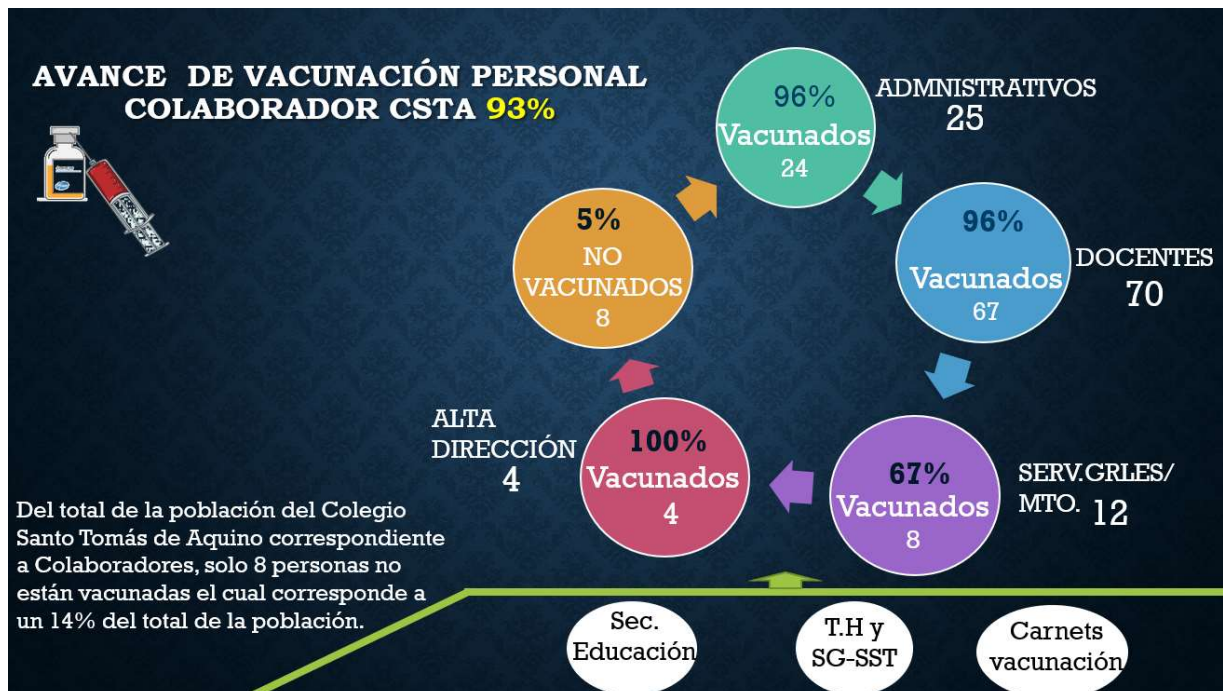 AVANCE DE VACUNACIÓN PERSONAL
COLABORADOR CSTA 93%
96%
Vacunados
24
ADMNISTRATIVOS
25
96%
Vacunados
67
DOCENTES
70
67%
Vacunados
8
SERV.GRLES/
MTO. 12
100%
Vacunados
4
ALTA
DIRECCIÓN
4
5%
NO
VACUNADOS
8
Del total de la población del Colegio
Santo Tomás de Aquino correspondiente
a Colaboradores, solo 8 personas no
están vacunadas el cual corresponde a
un 14% del total de la población.
Sec.
Educación
T.H y
SG-SST
Carnets
vacunación